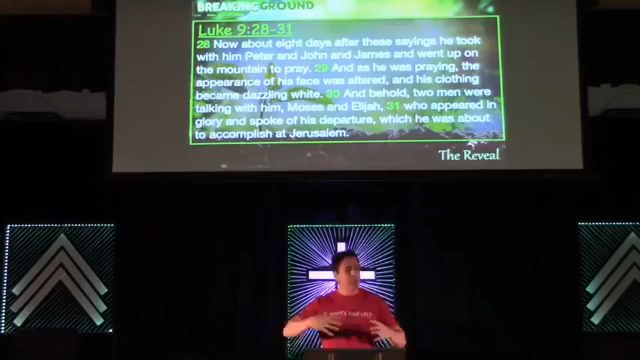 BREAKINGGROUND
Luke 9:28-31
28 Now about eight days after these sayings he took
with him Peter and John and James and went up on
the mountain to pray. 29 And as he was praying, the
appearance of his face was altered, and his clothing
became dazzling white. 30 And behold, two men were
talking with him, Moses and Elijah, 31 who appeared in
glory and spoke of his departure, which he was about
to accomplish at Jerusalem.
The Reveal